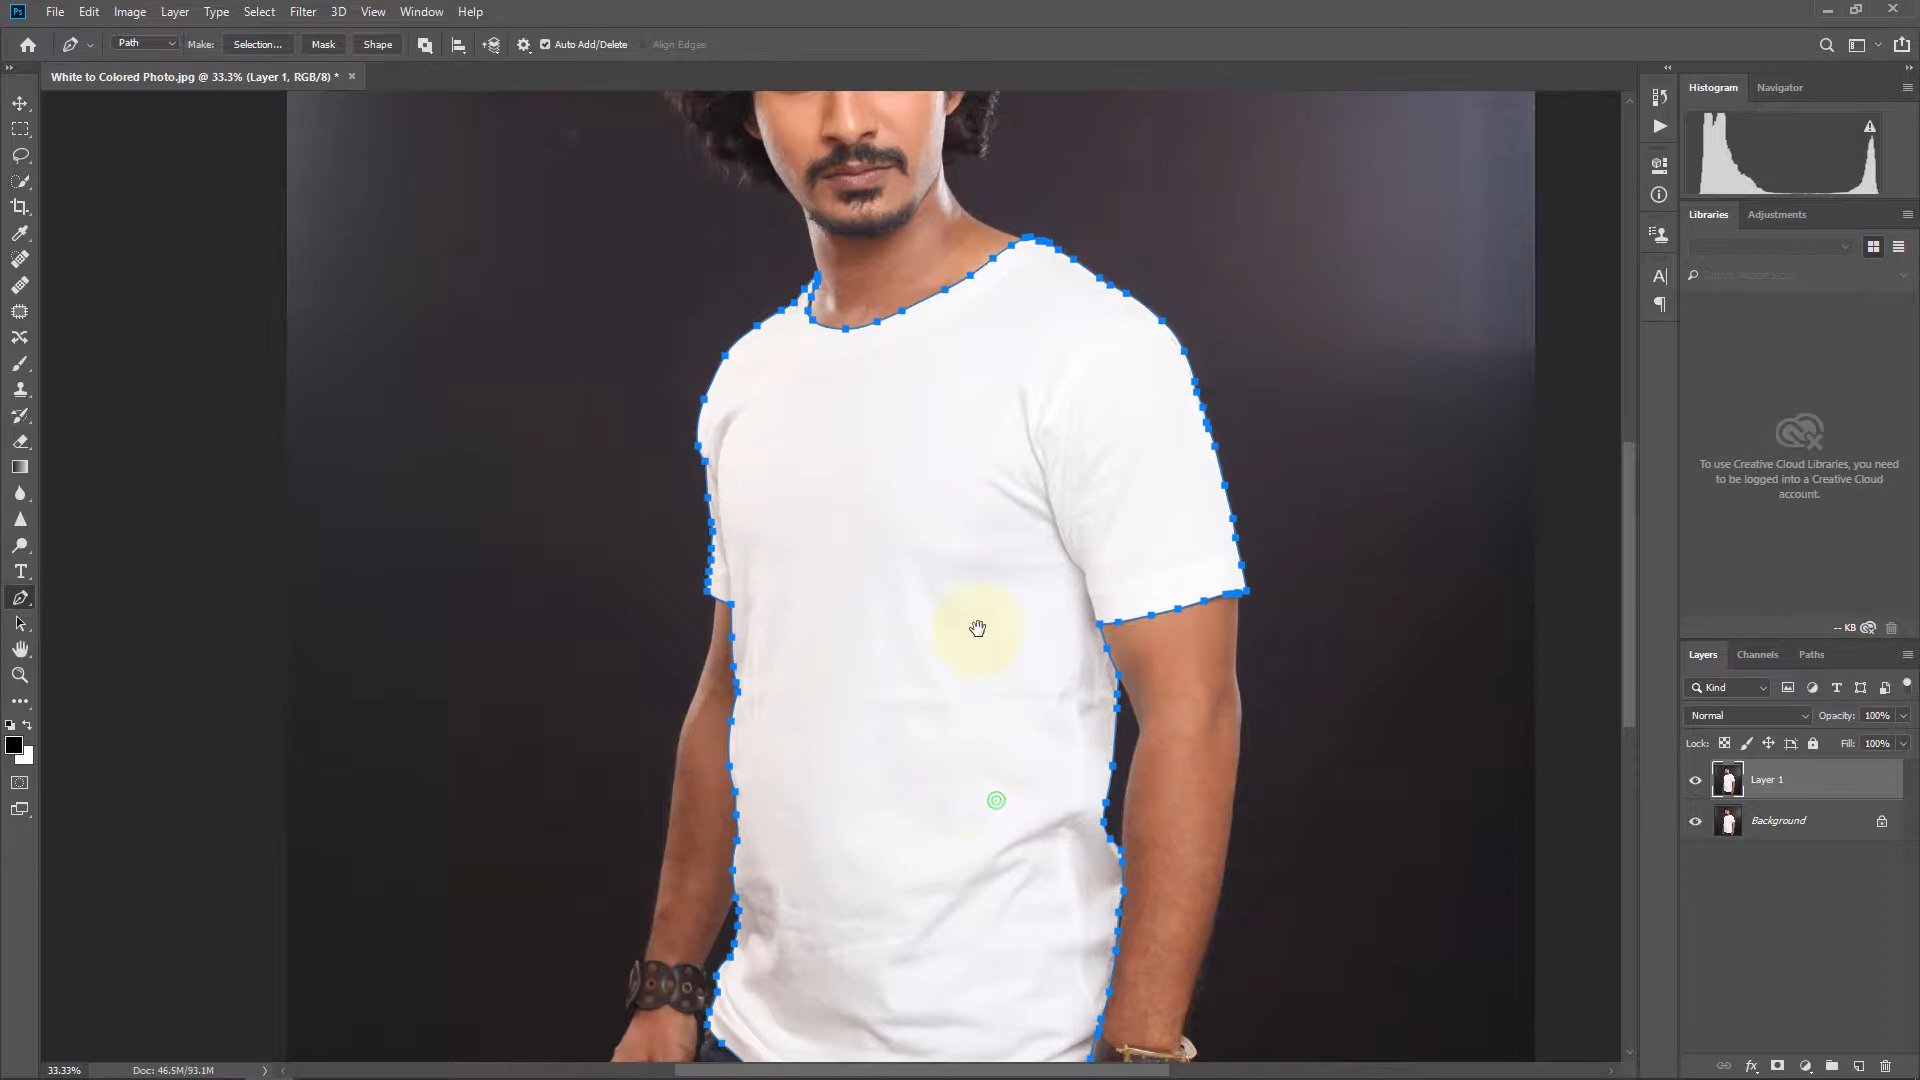 Ps File Edit Image Layer Type Select Filter 3D View Window Help
Path Make: Selection... Mask Shape Auto Add/Delete Align Edges
White to Colored Photo.jpg @ 33.3% (Layer 1, RGB/8) *
Histogram Navigator
Libraries Adjustments
To use Creative Cloud Libraries, you need
to be logged into a Creative Cloud
account.
-- KB
Layers Channels Paths
Kind
Normal Opacity: 100%
Lock: Fill: 100%
Layer 1
Background
33.33% Doc: 46.5M/93.1M